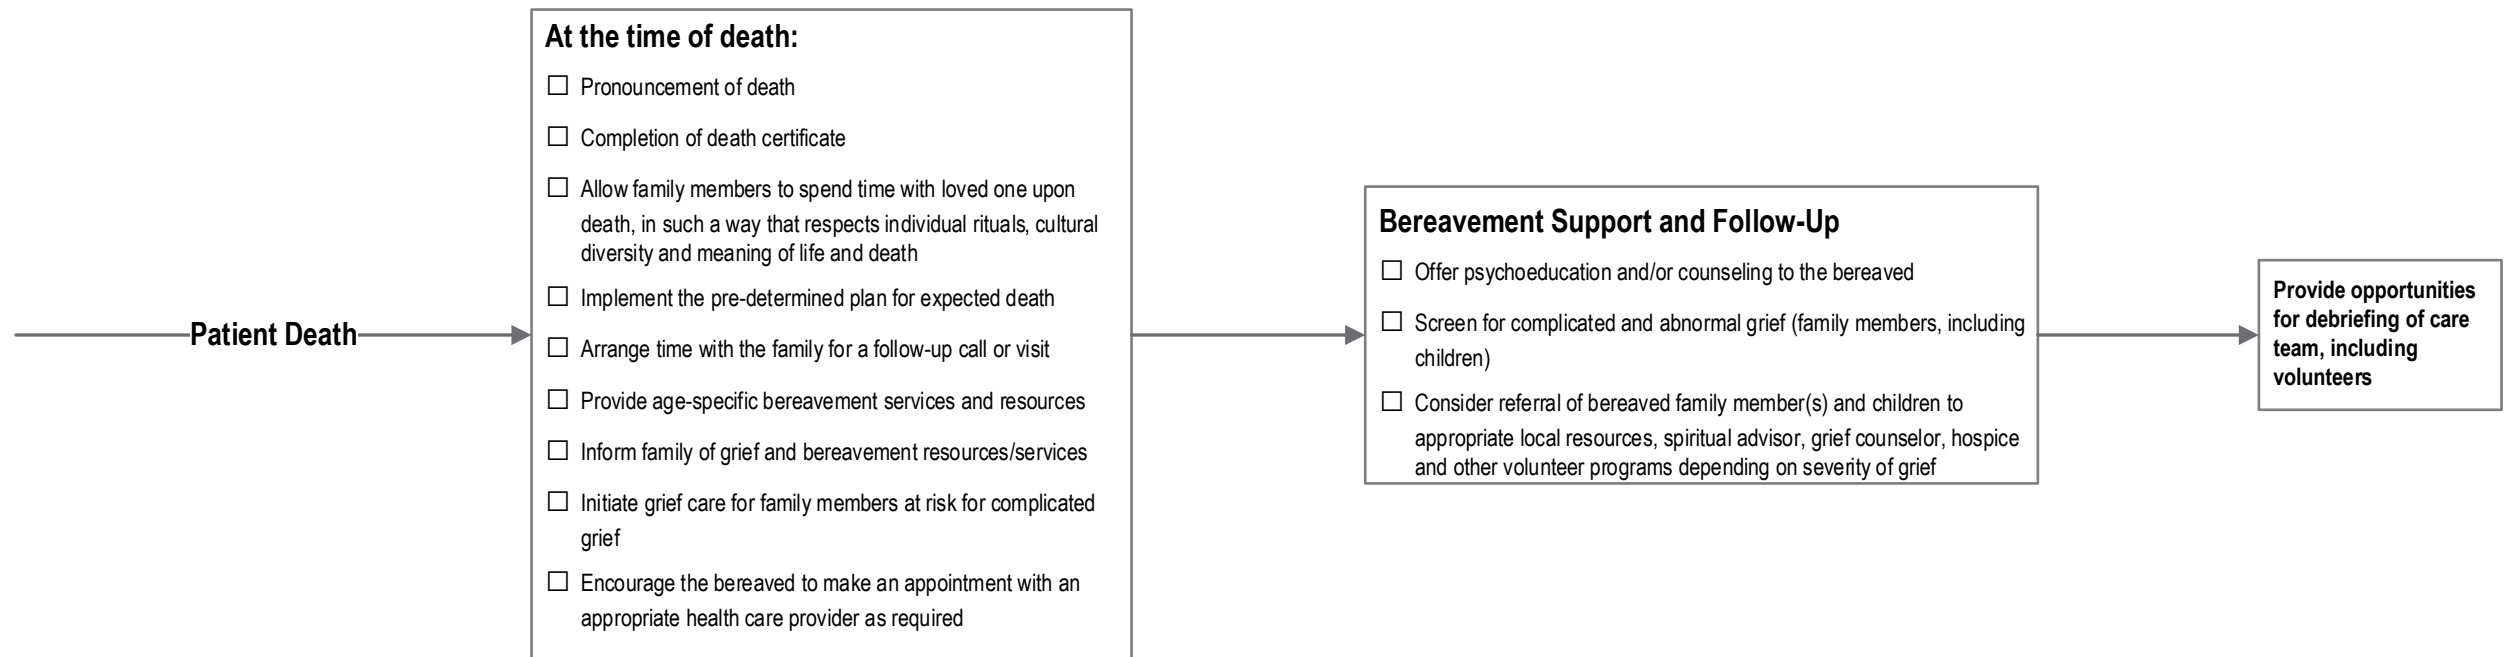 Patient Death
At the time of death:
☐ Pronouncement of death
☐ Completion of death certificate
☐ Allow family members to spend time with loved one upon
death, in such a way that respects individual rituals, cultural
diversity and meaning of life and death
☐ Implement the pre-determined plan for expected death
☐ Arrange time with the family for a follow-up call or visit
☐ Provide age-specific bereavement services and resources
☐ Inform family of grief and bereavement resources/services
☐ Initiate grief care for family members at risk for complicated
grief
☐ Encourage the bereaved to make an appointment with an
appropriate health care provider as required
Bereavement Support and Follow-Up
☐ Offer psychoeducation and/or counseling to the bereaved
☐ Screen for complicated and abnormal grief (family members, including
children)
☐ Consider referral of bereaved family member(s) and children to
appropriate local resources, spiritual advisor, grief counselor, hospice
and other volunteer programs depending on severity of grief
Provide opportunities
for debriefing of care
team, including
volunteers